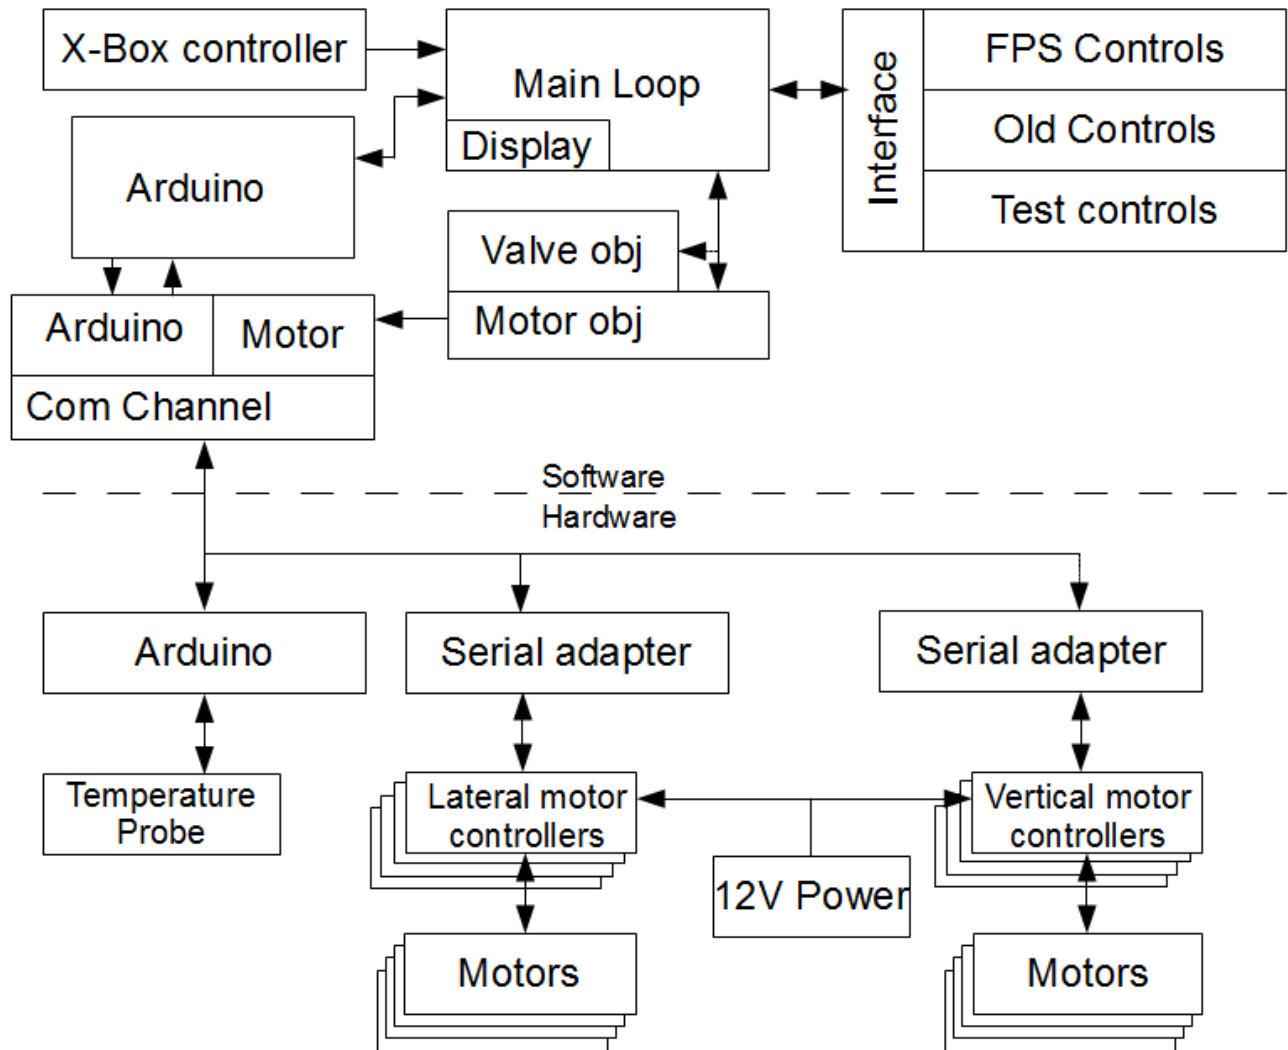 X-Box controller
Main Loop
Display
Interface
FPS Controls
Old Controls
Test controls
Arduino
Valve obj
Motor obj
Arduino
Motor
Com Channel
Software
Hardware
Arduino
Serial adapter
Serial adapter
Temperature
Probe
Lateral motor
controllers
Vertical motor
controllers
12V Power
Motors
Motors